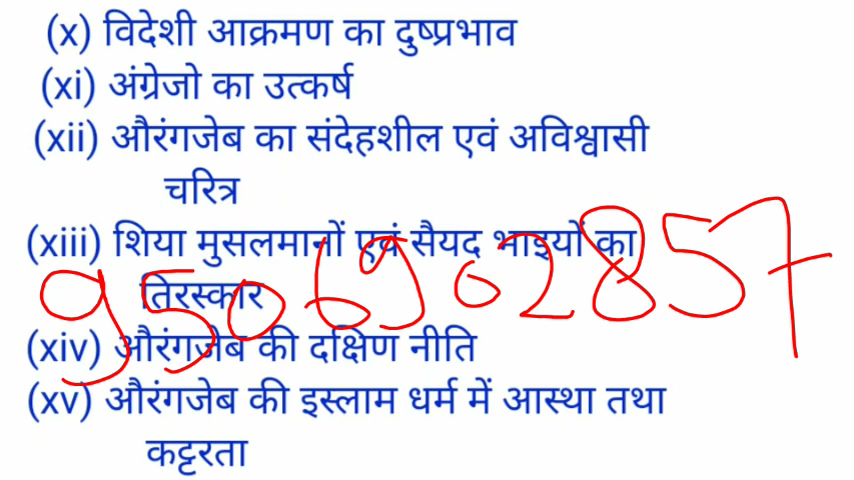 (x) विदेशी आक्रमण का दुष्प्रभाव
(xi) अंग्रेजो का उत्कर्ष
(xii) औरंगजेब का संदेहशील एवं अविश्वासी
चरित्र
(xiii) शिया मुसलमानों एवं सैयद भाइयों का
तिरस्कार
9506902857
(xiv) औरंगजेब की दक्षिण नीति
(xv) औरंगजेब की इस्लाम धर्म में आस्था तथा
कट्टरता